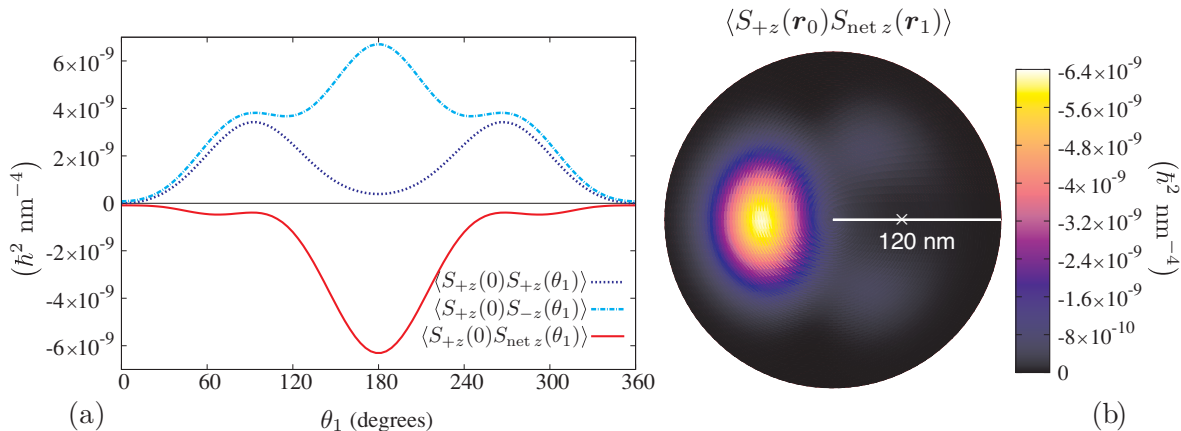 ⟨S₊z(r₀)S_net z(r₁)⟩
6×10⁻⁹
4×10⁻⁹
2×10⁻⁹
0
-2×10⁻⁹
-4×10⁻⁹
-6×10⁻⁹
(ħ² nm⁻⁴)
⟨S₊z(0)S₊z(θ₁)⟩
⟨S₊z(0)S₋z(θ₁)⟩
⟨S₊z(0)S_net z(θ₁)⟩
0 60 120 180 240 300 360
θ₁ (degrees)
(a)
120 nm
-6.4×10⁻⁹
-5.6×10⁻⁹
-4.8×10⁻⁹
-4×10⁻⁹
-3.2×10⁻⁹
-2.4×10⁻⁹
-1.6×10⁻⁹
-8×10⁻¹⁰
0
(ħ² nm⁻⁴)
(b)